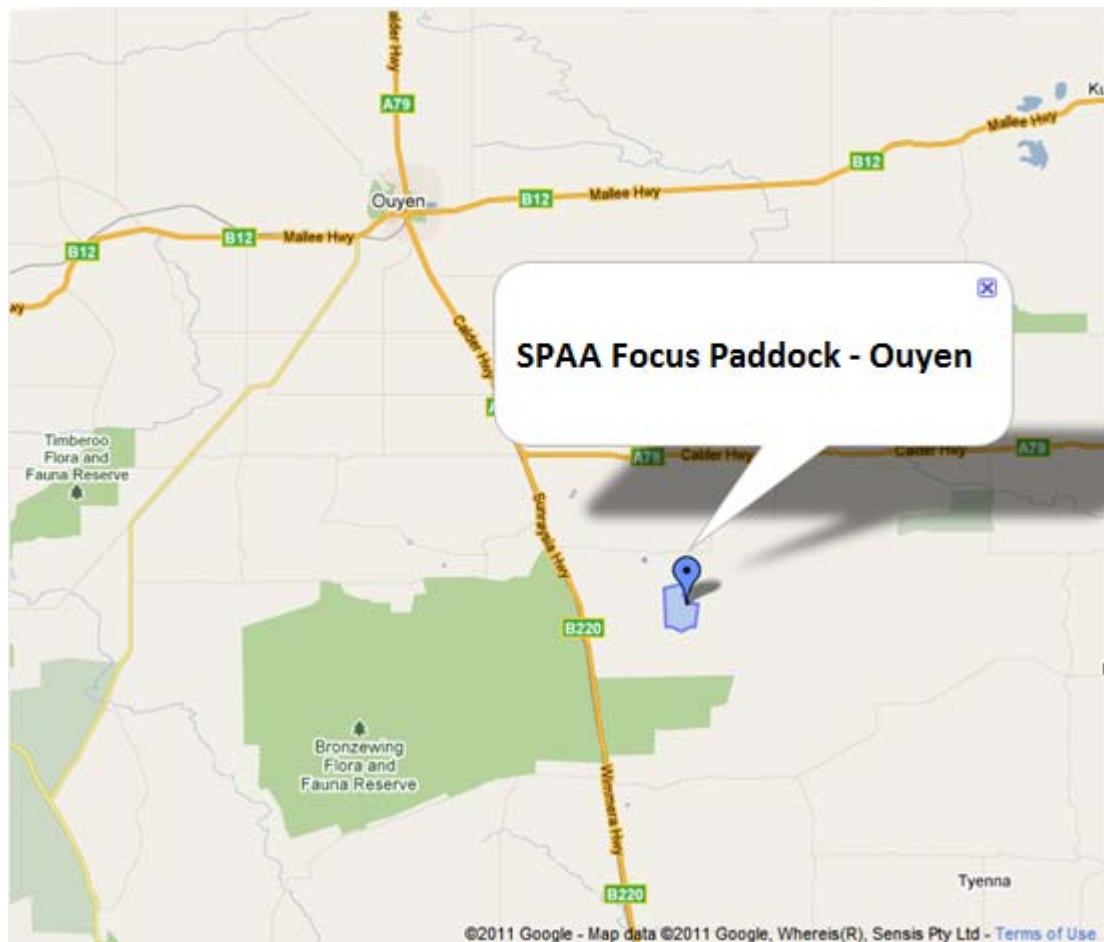 alder Hwy
A79
Ku
Mallee Hwy
B12
Ouyen
B12
Mallee Hwy
B12
Mallee Hwy
B12
wy
SPAA Focus Paddock - Ouyen
Calder Hwy
A79
Calder Hwy
Calder Hwy
A79
Timberoo
Flora and
Fauna Reserve
Sunraysia Hwy
B220
Bronzewing
Flora and
Fauna Reserve
Wimmera Hwy
Tyenna
B220
©2011 Google - Map data ©2011 Google, Whereis(R), Sensis Pty Ltd - Terms of Use